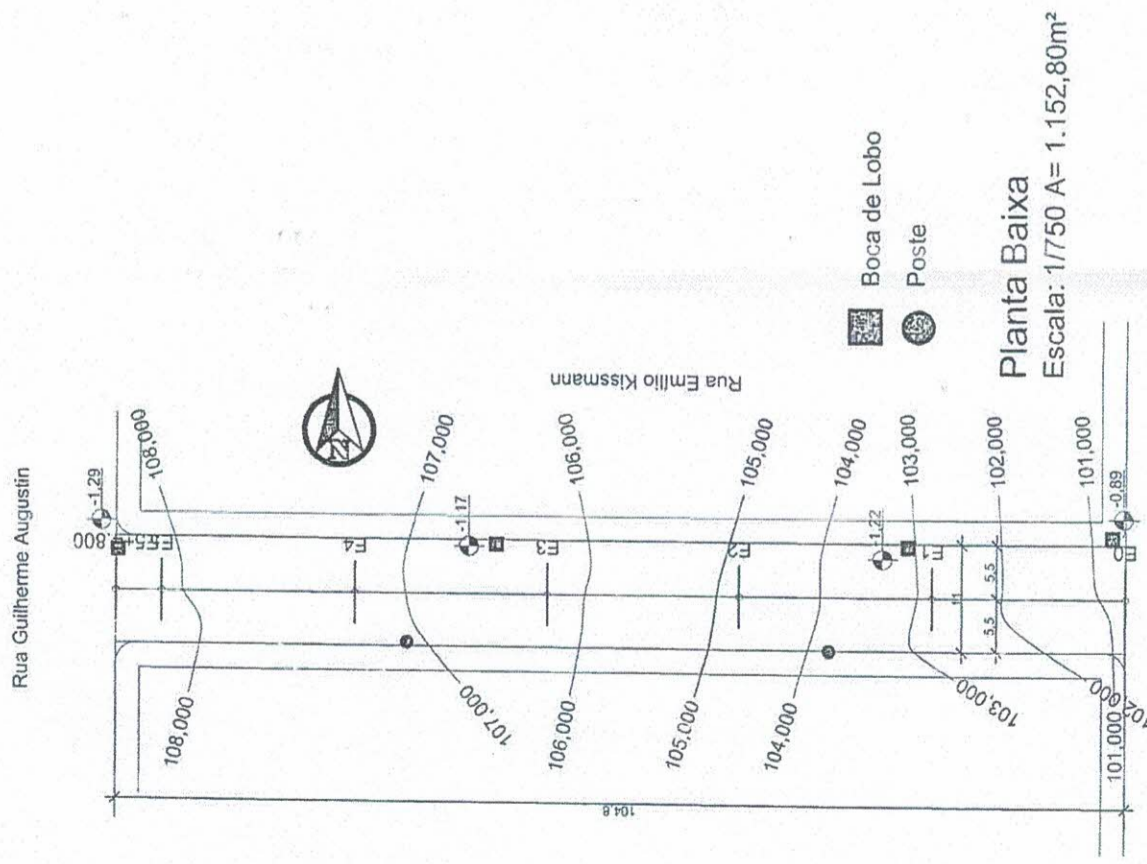 Rua Guilherme Augustin
-1,29
108,000
108,000
E4
107,000
107,000
-1,17
E3
106,000
106,000
Rua Emílio Kissmann
N
E2
105,000
105,000
104,000
104,000
-1,22
103,000
103,000
E1
11
5,5
5,5
102,000
102,000
101,000
101,000
-0,89
E0
104,8
Boca de Lobo
Poste
Planta Baixa
Escala: 1/750 A= 1.152,80m²